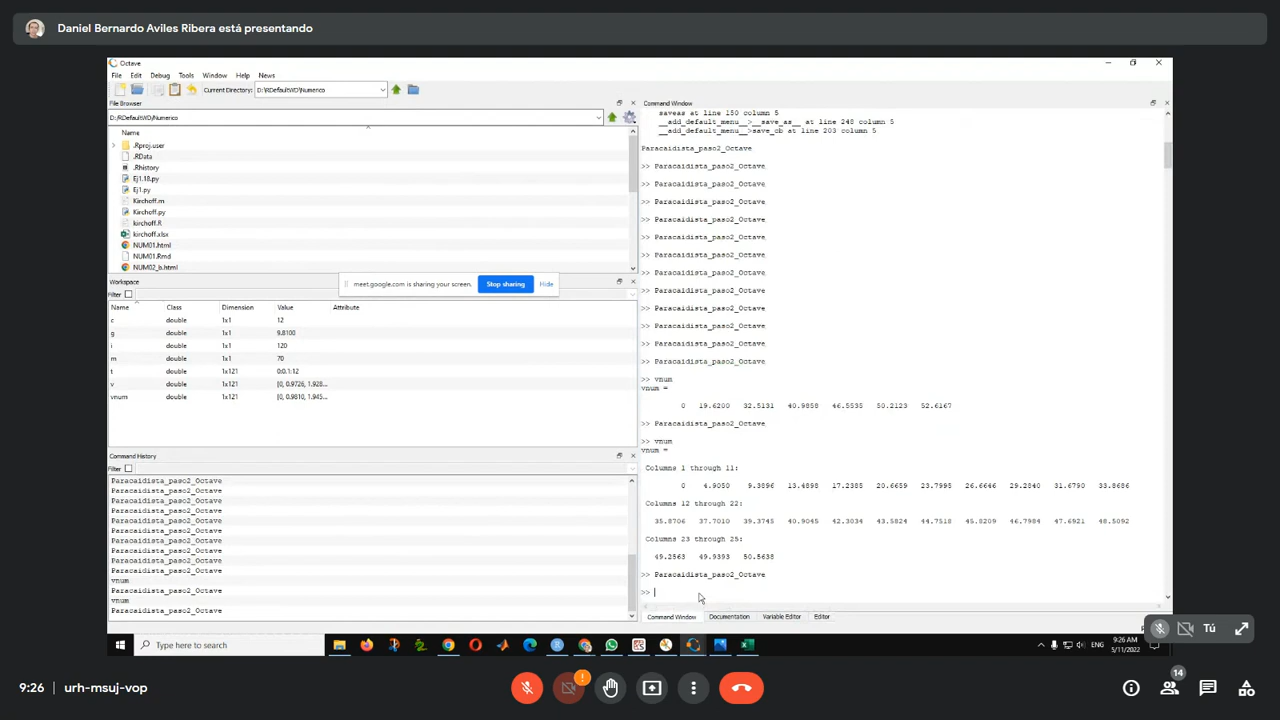 Daniel Bernardo Aviles Ribera está presentando
Octave
File Edit Debug Tools Window Help News
Current Directory: D:\RDefaultWD\Numerico
File Browser
D:/RDefaultWD/Numerico
Name
.Rproj.user
.RData
.Rhistory
Ej1.18.py
Ej1.py
Kirchoff.m
Kirchoff.py
kirchoff.R
kirchoff.xlsx
NUM01.html
NUM01.Rmd
NUM02_b.html
meet.google.com is sharing your screen. Stop sharing Hide
Workspace
Filter
Name Class Dimension Value Attribute
c double 1x1 12
g double 1x1 9.8100
i double 1x1 120
m double 1x1 70
t double 1x121 0:0.1:12
v double 1x121 [0, 0.9726, 1.928...
vnum double 1x121 [0, 0.9810, 1.945...
Command History
Filter
Paracaidista_paso2_Octave
Paracaidista_paso2_Octave
Paracaidista_paso2_Octave
Paracaidista_paso2_Octave
Paracaidista_paso2_Octave
Paracaidista_paso2_Octave
Paracaidista_paso2_Octave
Paracaidista_paso2_Octave
Paracaidista_paso2_Octave
Paracaidista_paso2_Octave
vnum
Paracaidista_paso2_Octave
vnum
Paracaidista_paso2_Octave
Command Window
saveas at line 150 column 5
__add_default_menu__>__save_as__ at line 248 column 5
__add_default_menu__>save_cb at line 203 column 5
Paracaidista_paso2_Octave
>> Paracaidista_paso2_Octave
>> Paracaidista_paso2_Octave
>> Paracaidista_paso2_Octave
>> Paracaidista_paso2_Octave
>> Paracaidista_paso2_Octave
>> Paracaidista_paso2_Octave
>> Paracaidista_paso2_Octave
>> Paracaidista_paso2_Octave
>> Paracaidista_paso2_Octave
>> Paracaidista_paso2_Octave
>> Paracaidista_paso2_Octave
>> Paracaidista_paso2_Octave
>> vnum
vnum =
0 19.6200 32.5131 40.9858 46.5535 50.2123 52.6167
>> Paracaidista_paso2_Octave
>> vnum
vnum =
Columns 1 through 11:
0 4.9050 9.3896 13.4898 17.2385 20.6659 23.7995 26.6646 29.2840 31.6790 33.8686
Columns 12 through 22:
35.8706 37.7010 39.3745 40.9045 42.3034 43.5824 44.7518 45.8209 46.7984 47.6921 48.5092
Columns 23 through 25:
49.2563 49.9393 50.5638
>> Paracaidista_paso2_Octave
>>
Command Window Documentation Variable Editor Editor
Tú
Type here to search
ENG
9:26 AM
5/11/2022
9:26 urh-msuj-vop
14